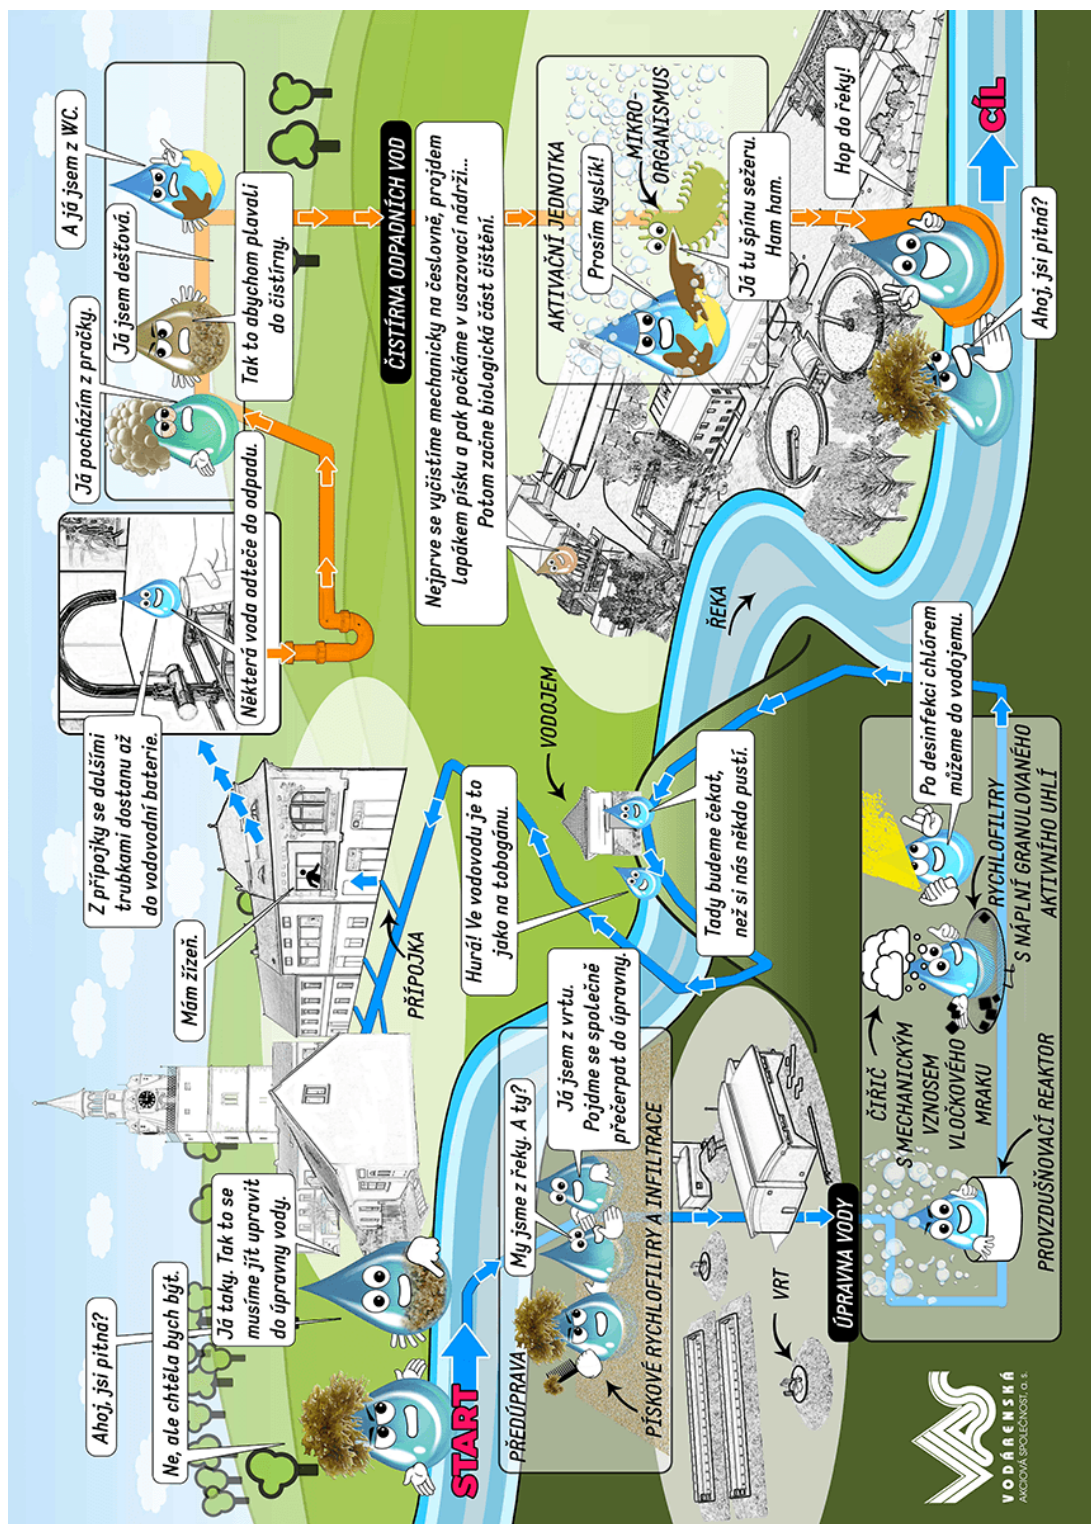 Ahoj, jsi pitná?
Ne, ale chtěla bych být.
Já taky. Tak to se
musíme jít upravit
do úpravny vody.
START
PŘEDÚPRAVA
My jsme z řeky. A ty?
Já jsem z vrtu.
Pojdme se společne
přečerpat do úpravny.
PÍSKOVÉ RYCHLOFILTRY A INFILTRACE
VRT
ÚPRAVNA VODY
PROVZDUŠŇOVACÍ REAKTOR
ČIŘIČ
S MECHANICKÝM
VZNOSEM
VLOČKOVÉHO
MRAKU
RYCHLOFILTRY
S NÁPLNÍ GRANULOVANÉHO
AKTIVNÍHO UHLÍ
Po desinfekci chlórem
můžeme do vodojemu.
Tady budeme čekat,
než si nás někdo pustí.
VODOJEM
Hurá! Ve vodovodu je to
jako na tobogánu.
PŘÍPOJKA
Mám žízeň.
Z přípojky se dalšími
trubkami dostanu až
do vodovodní baterie.
Některá voda odteče do odpadu.
Já pocházím z pračky.
Já jsem dešťová.
A já jsem z WC.
Tak to abychom plavali
do čistírny.
ČISTÍRNA ODPADNÍCH VOD
Nejprve se vyčistíme mechanicky na česlovně, projdem
lapákem písku a pak počkáme v usazovací nádrži...
Potom začne biologická část čištění.
AKTIVAČNÍ JEDNOTKA
Prosím kyslík!
MIKRO-
ORGANISMUS
Já tu špínu sežeru.
Ham ham.
Hop do řeky!
Ahoj, jsi pitná?
CÍL
ŘEKA
VAS
VODÁRENSKÁ
AKCIOVÁ SPOLEČNOST, a. s.